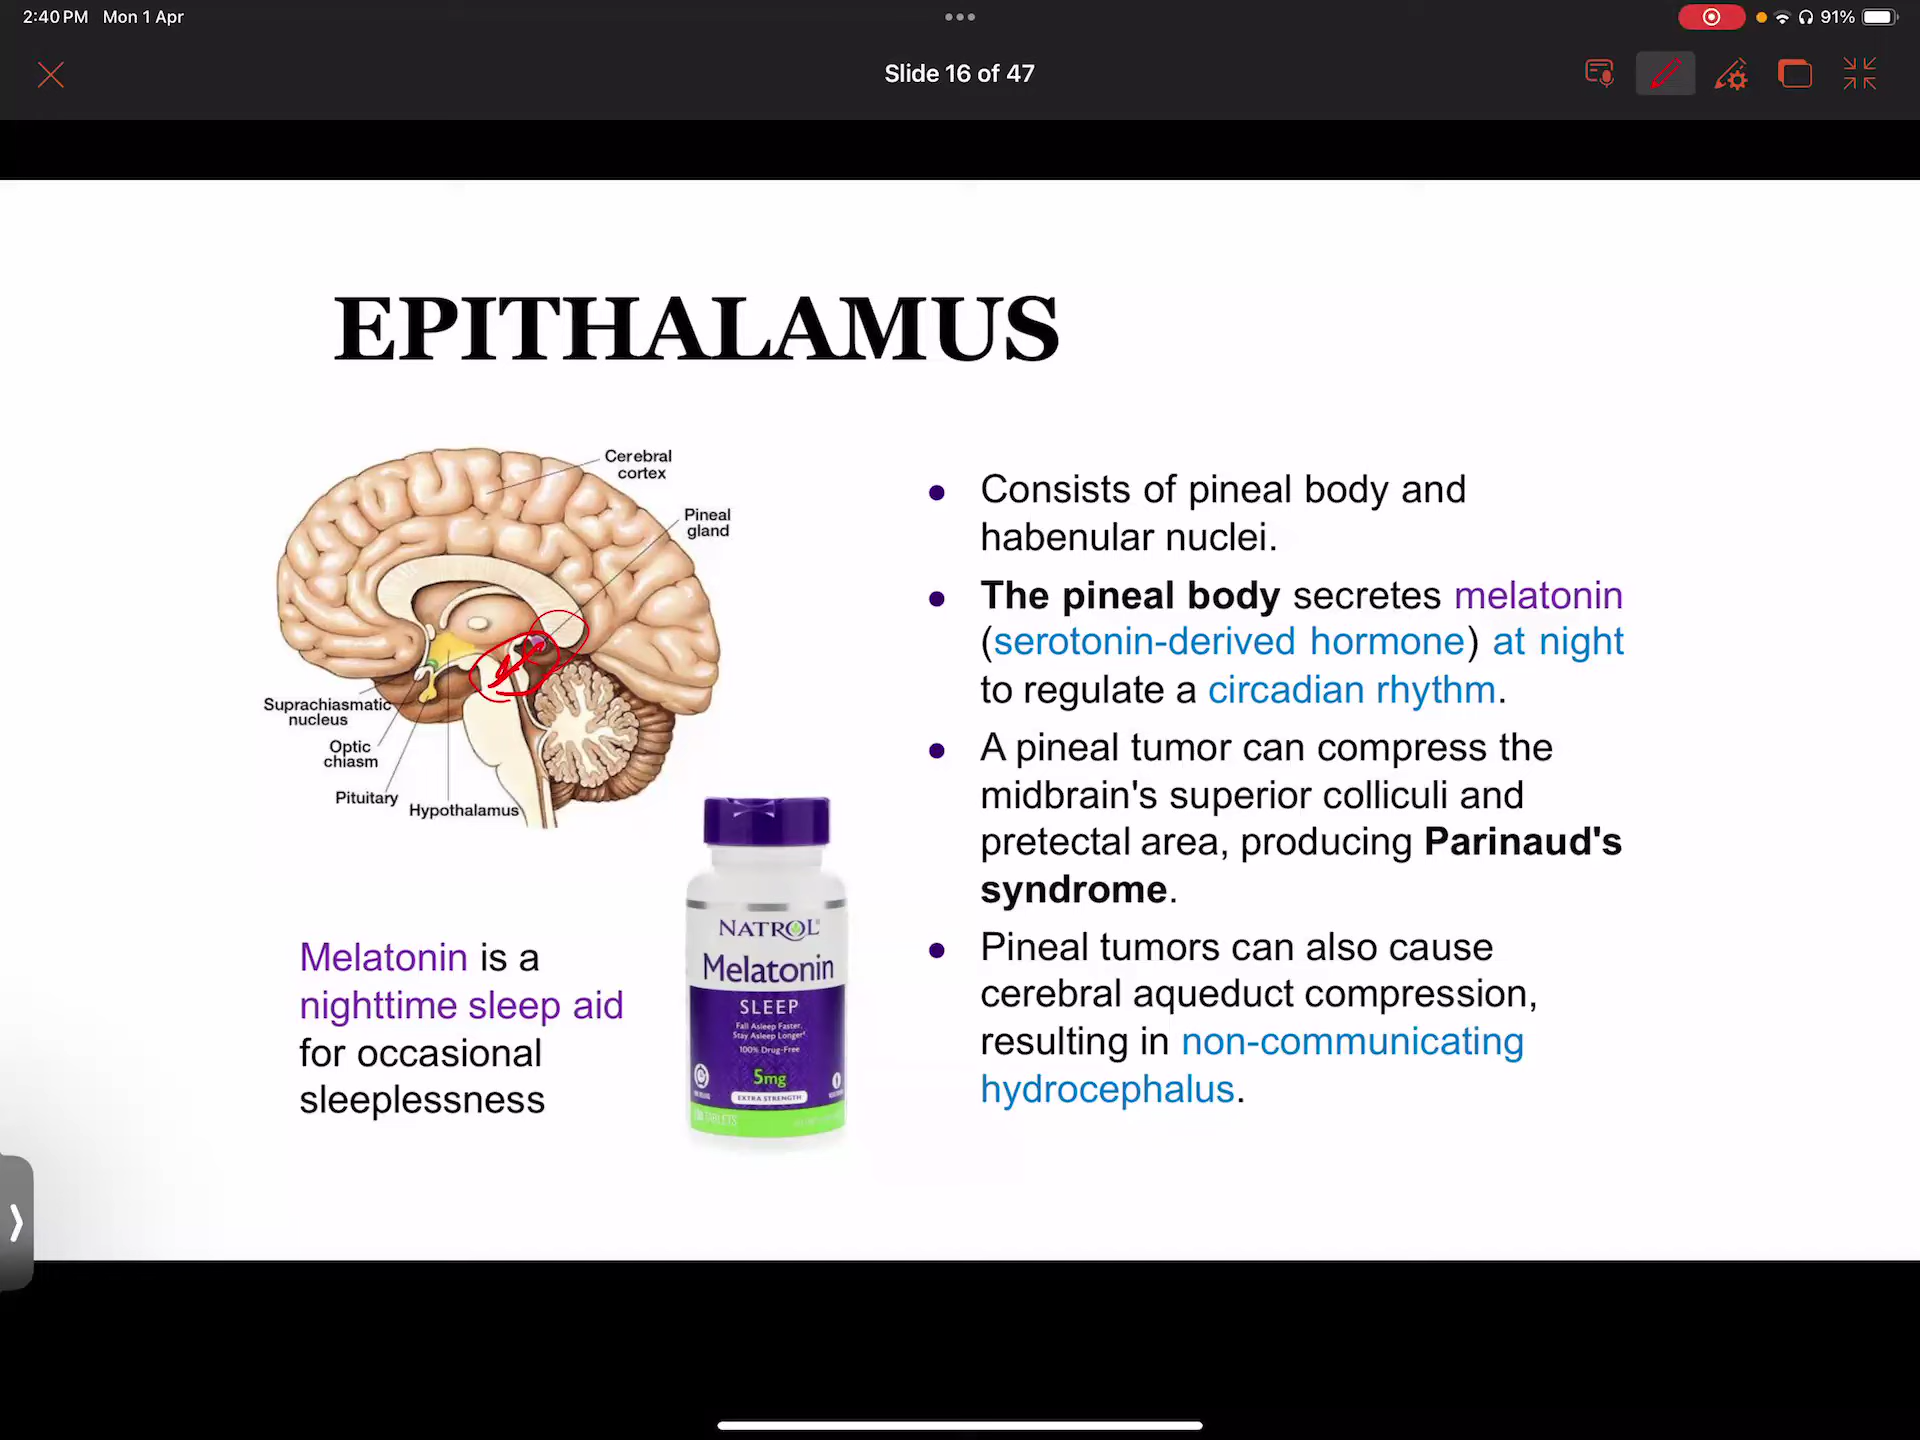 2:40 PM Mon 1 Apr
91%
Slide 16 of 47
EPITHALAMUS
Cerebral
cortex
Pineal
gland
Suprachiasmatic
nucleus
Optic
chiasm
Pituitary
Hypothalamus
Melatonin is a
nighttime sleep aid
for occasional
sleeplessness
NATROL®
Melatonin
SLEEP
Fall Asleep Faster,
Stay Asleep Longer
100% Drug-Free
5mg
EXTRA STRENGTH
TABLETS
• Consists of pineal body and
habenular nuclei.
• The pineal body secretes melatonin
(serotonin-derived hormone) at night
to regulate a circadian rhythm.
• A pineal tumor can compress the
midbrain's superior colliculi and
pretectal area, producing Parinaud's
syndrome.
• Pineal tumors can also cause
cerebral aqueduct compression,
resulting in non-communicating
hydrocephalus.